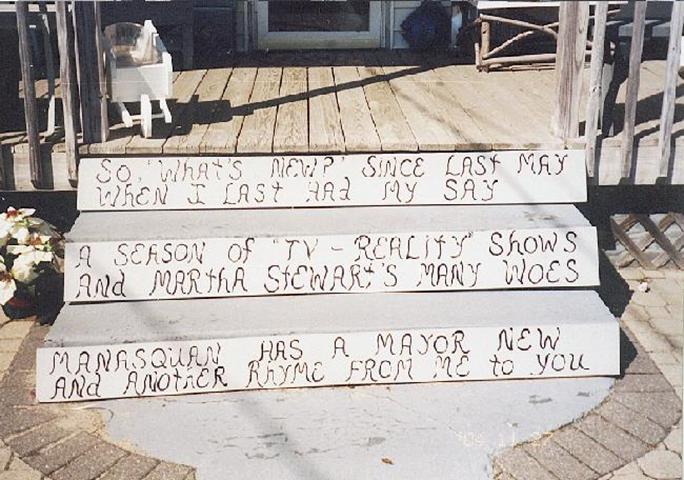 SO, "WHAT'S NEW?" SINCE LAST MAY
WHEN I LAST HAd MY SAY
A SEASON Of "TV - REALITY" SHOWS
ANd MARTHA STEWARt'S MANY WOES
MANASQUAN HAS A MAYOR NEW
ANd ANOTHER RHYME FROM ME to YOU